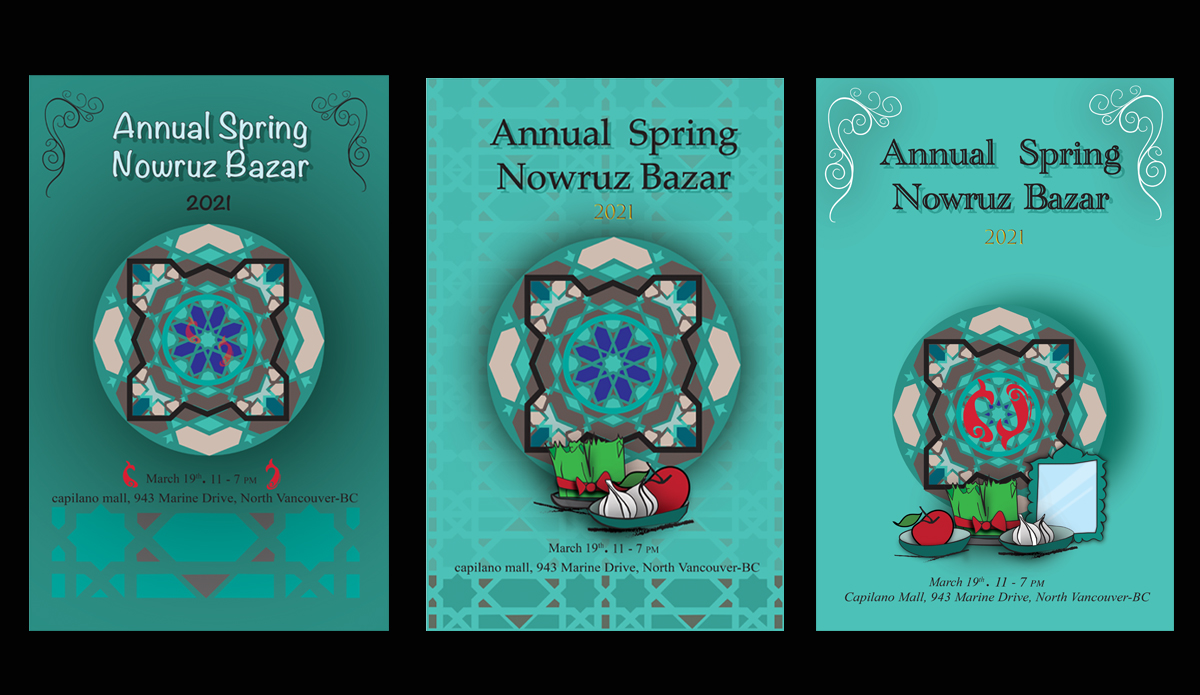 Annual Spring
Nowruz Bazar
2021
March 19th. 11 - 7 PM
capilano mall, 943 Marine Drive, North Vancouver-BC
Annual Spring
Nowruz Bazar
2021
March 19th. 11 - 7 PM
capilano mall, 943 Marine Drive, North Vancouver-BC
Annual Spring
Nowruz Bazar
2021
March 19th. 11 - 7 PM
Capilano Mall, 943 Marine Drive, North Vancouver-BC